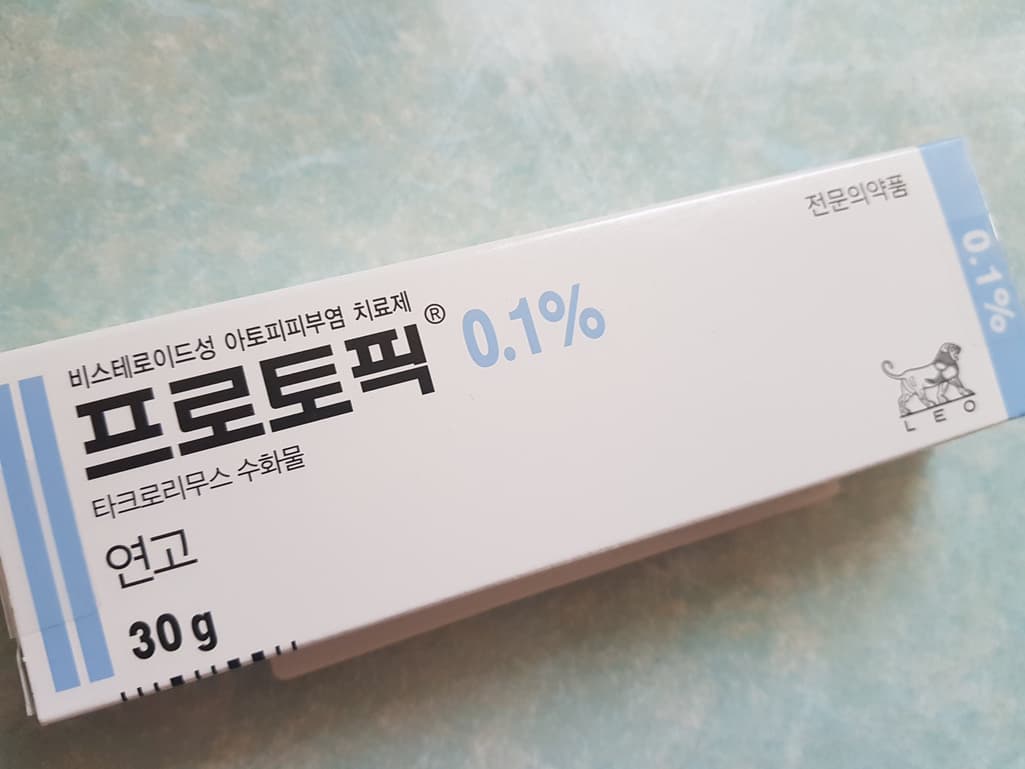 전문의약품
비스테로이드성 아토피피부염 치료제
프로토픽® 0.1%
타크로리무스 수화물
연고
30 g
LEO
0.1%